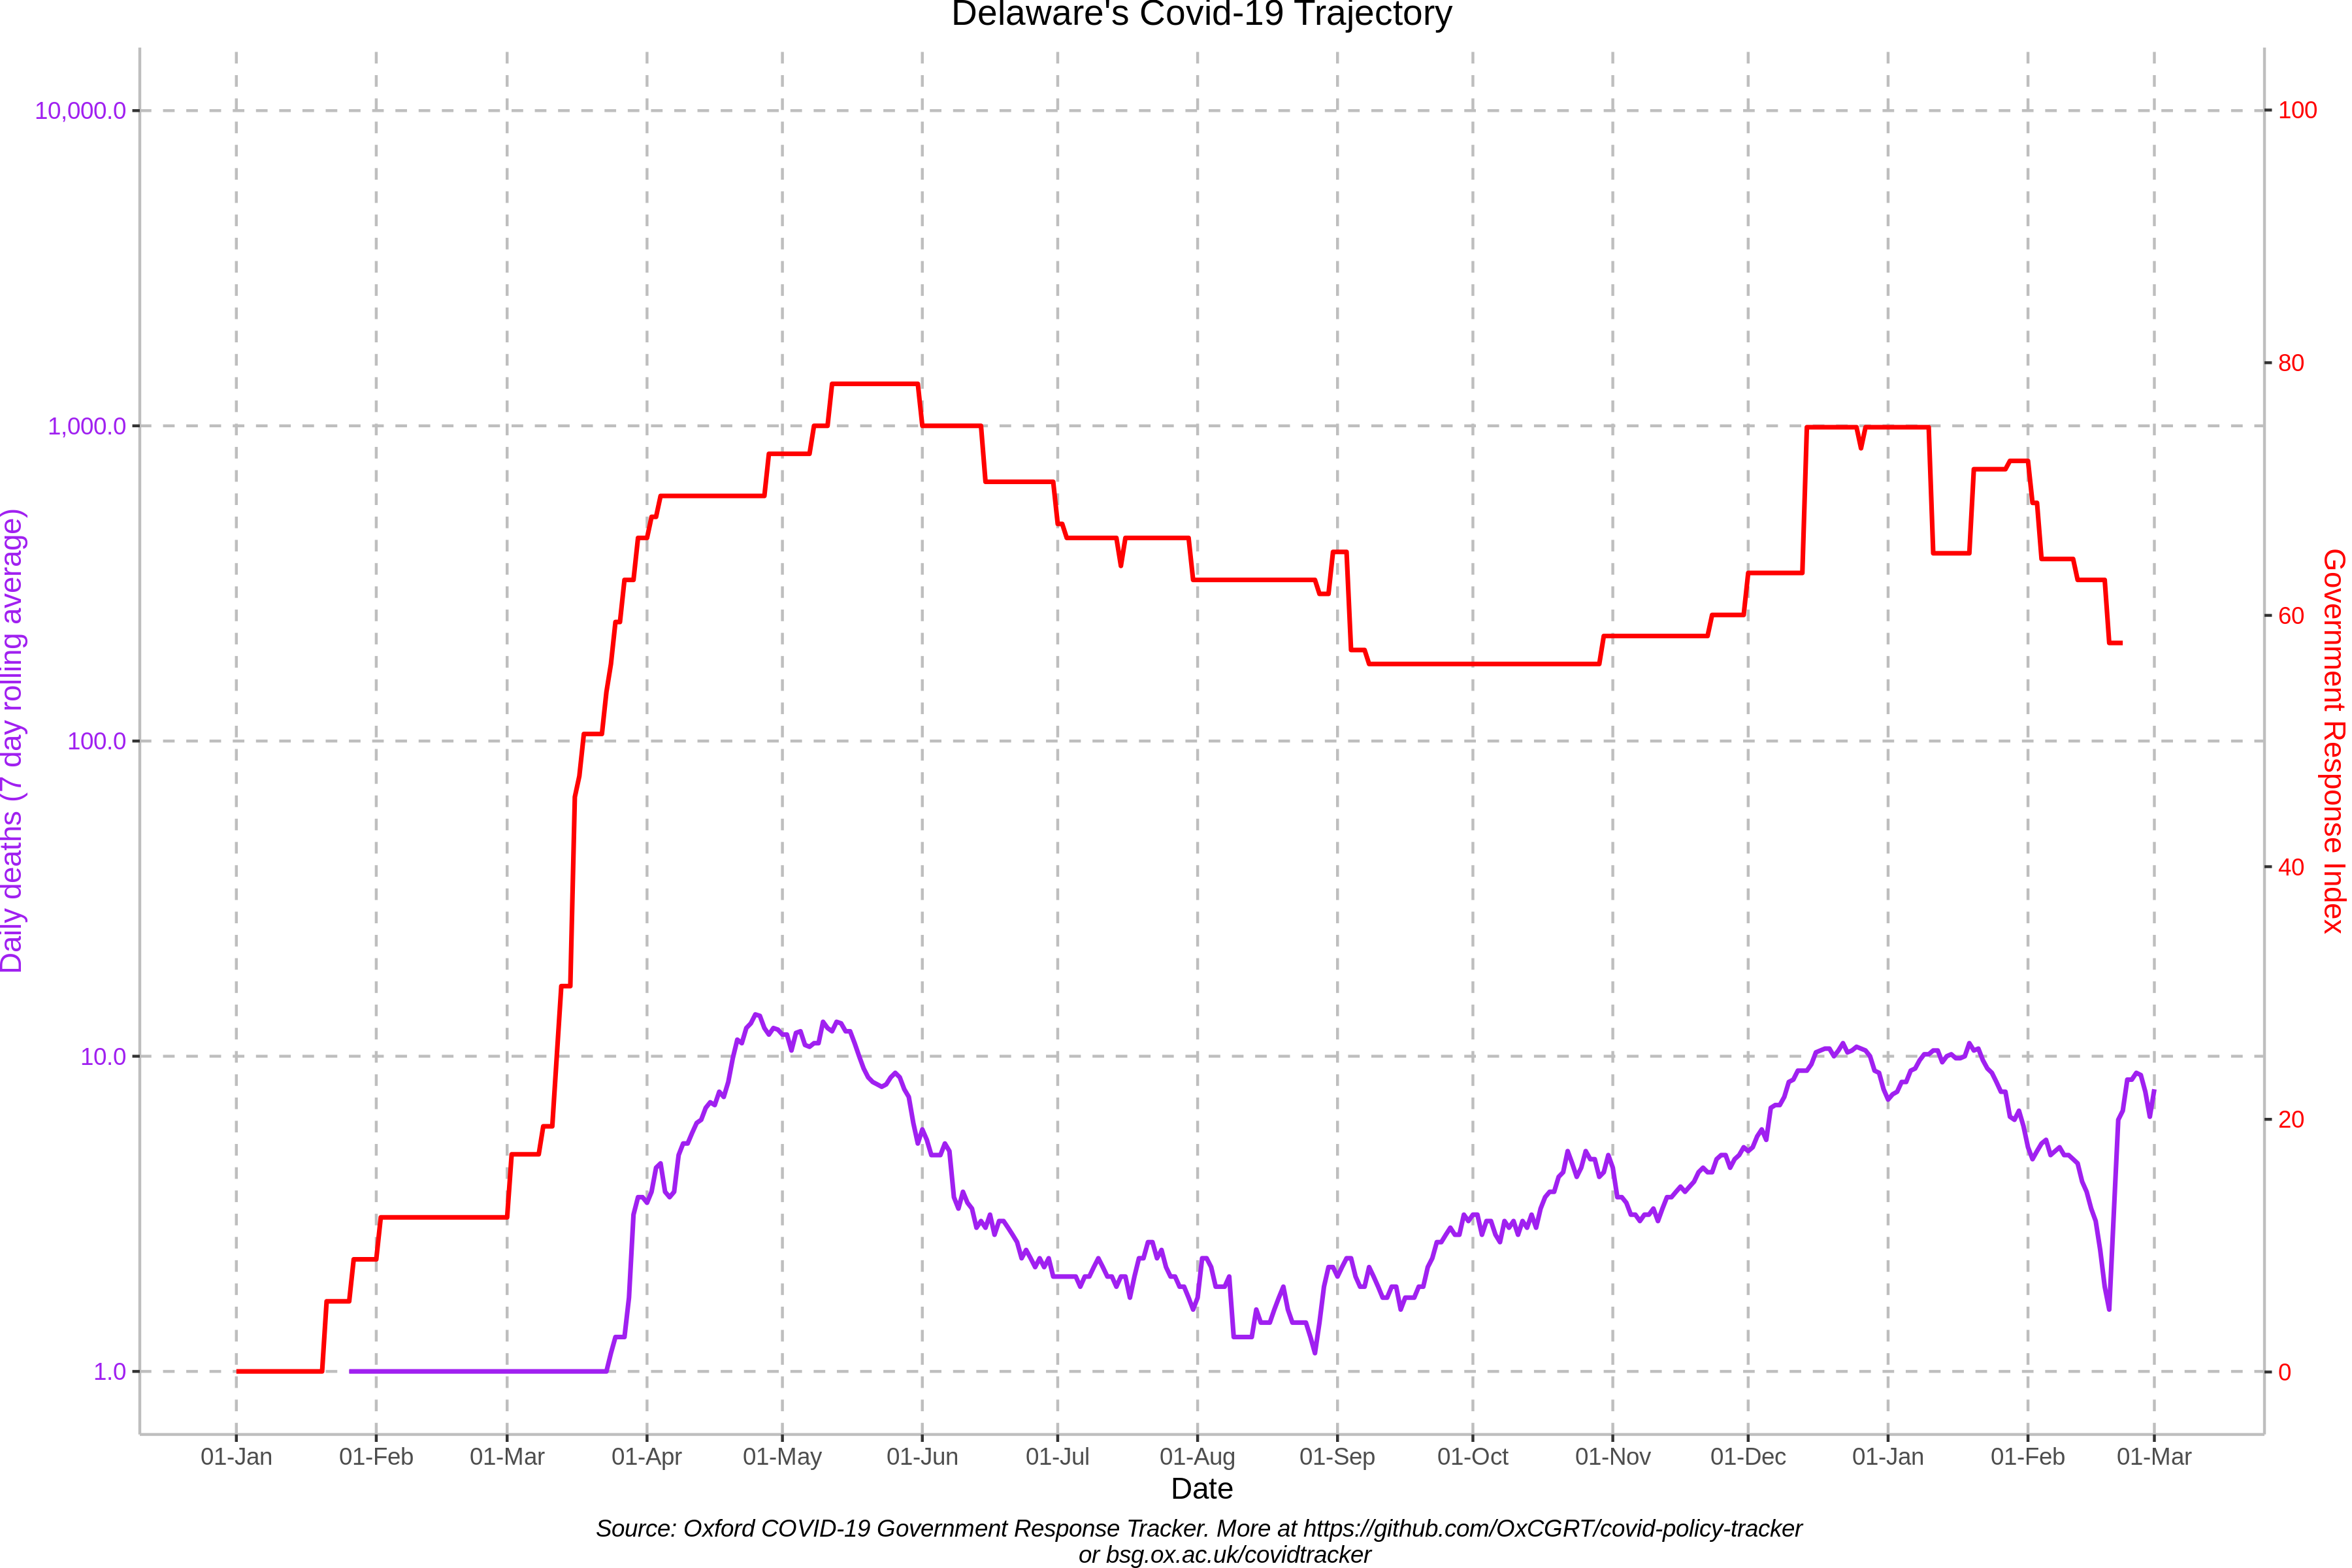 Delaware's Covid-19 Trajectory
Daily deaths (7 day rolling average)
10,000.0
1,000.0
100.0
10.0
1.0
100
80
60
40
20
0
Government Response Index
01-Jan 01-Feb 01-Mar 01-Apr 01-May 01-Jun 01-Jul 01-Aug 01-Sep 01-Oct 01-Nov 01-Dec 01-Jan 01-Feb 01-Mar
Date
Source: Oxford COVID-19 Government Response Tracker. More at https://github.com/OxCGRT/covid-policy-tracker
or bsg.ox.ac.uk/covidtracker